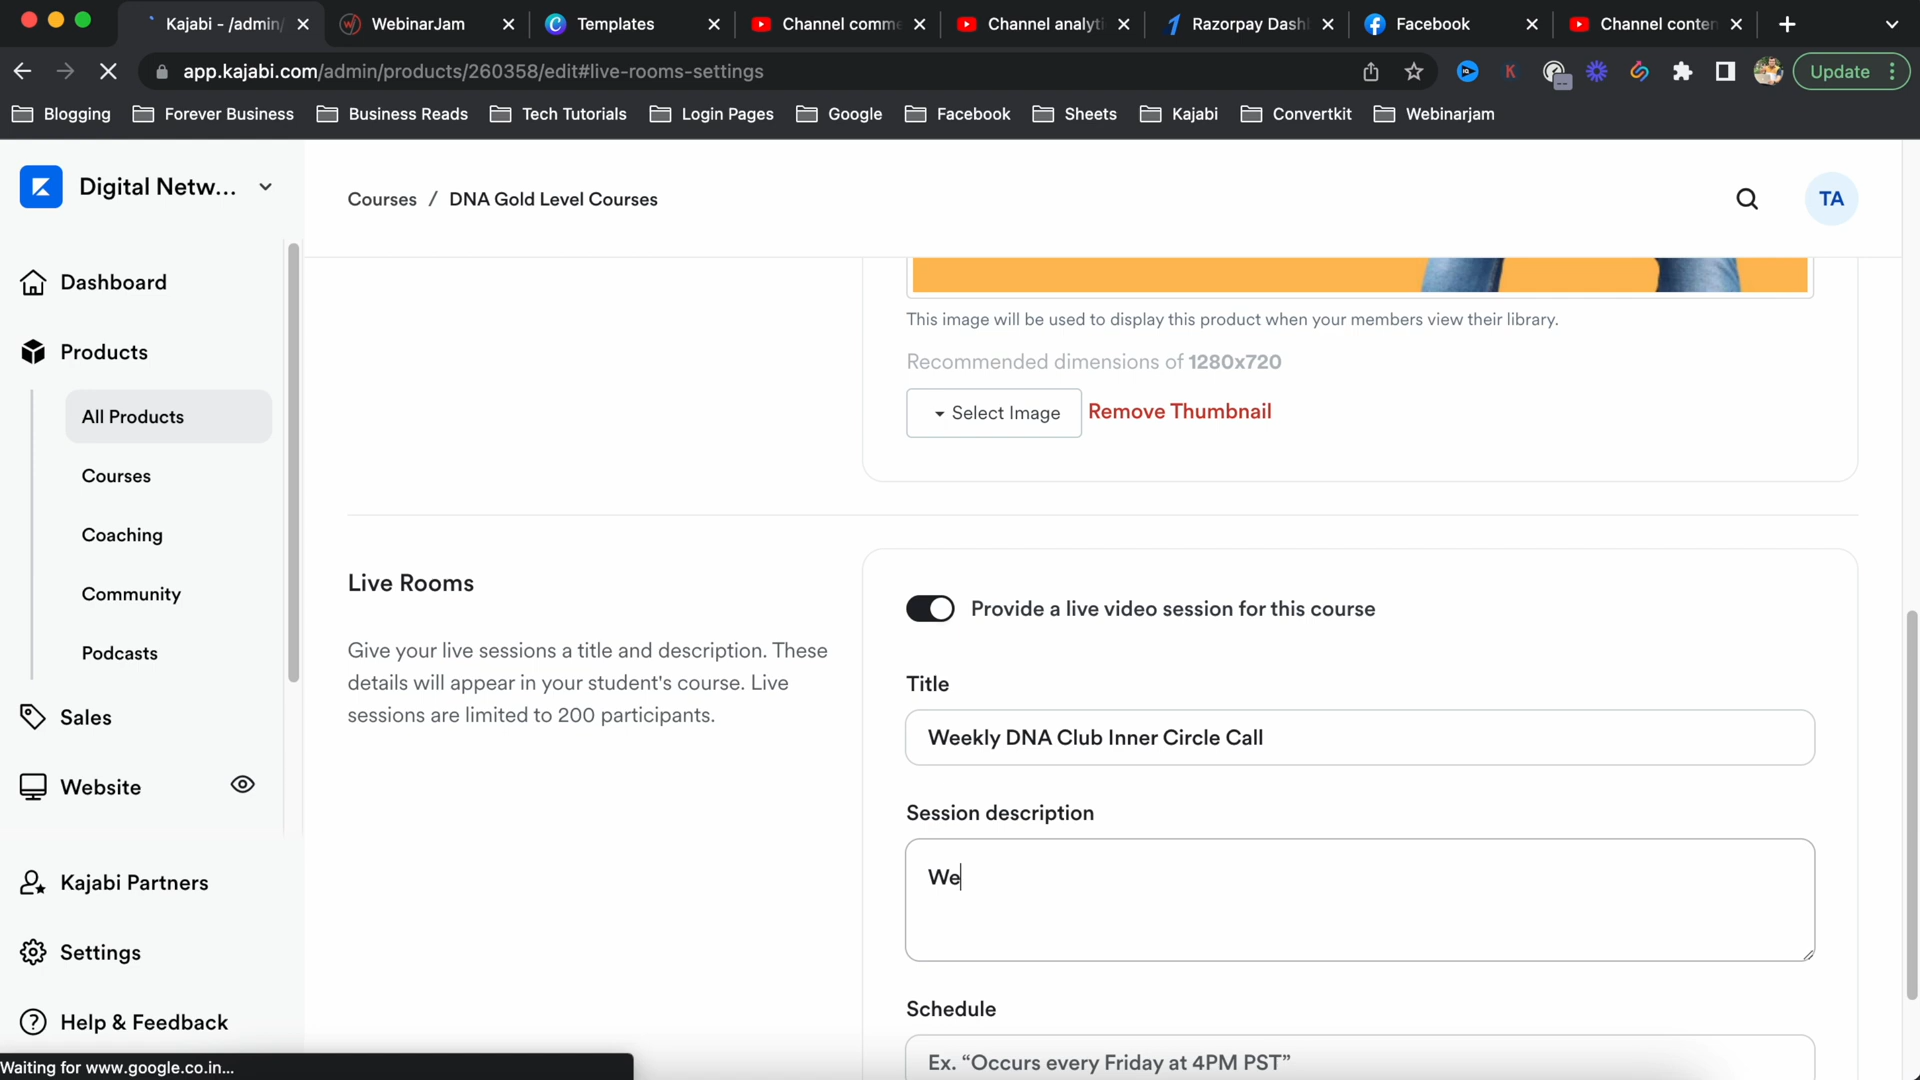 Kajabi - /admin/
WebinarJam
Templates
Channel comme
Channel analyti
Razorpay Dash
Facebook
Channel conten
app.kajabi.com/admin/products/260358/edit#live-rooms-settings
K
Update
Blogging
Forever Business
Business Reads
Tech Tutorials
Login Pages
Google
Facebook
Sheets
Kajabi
Convertkit
Webinarjam
Digital Netw...
Courses / DNA Gold Level Courses
TA
Dashboard
Products
All Products
Courses
Coaching
Community
Podcasts
Sales
Website
Kajabi Partners
Settings
Help & Feedback
This image will be used to display this product when your members view their library.
Recommended dimensions of 1280x720
Select Image
Remove Thumbnail
Live Rooms
Give your live sessions a title and description. These
details will appear in your student's course. Live
sessions are limited to 200 participants.
Provide a live video session for this course
Title
Weekly DNA Club Inner Circle Call
Session description
We
Schedule
Ex. “Occurs every Friday at 4PM PST”
Waiting for www.google.co.in...